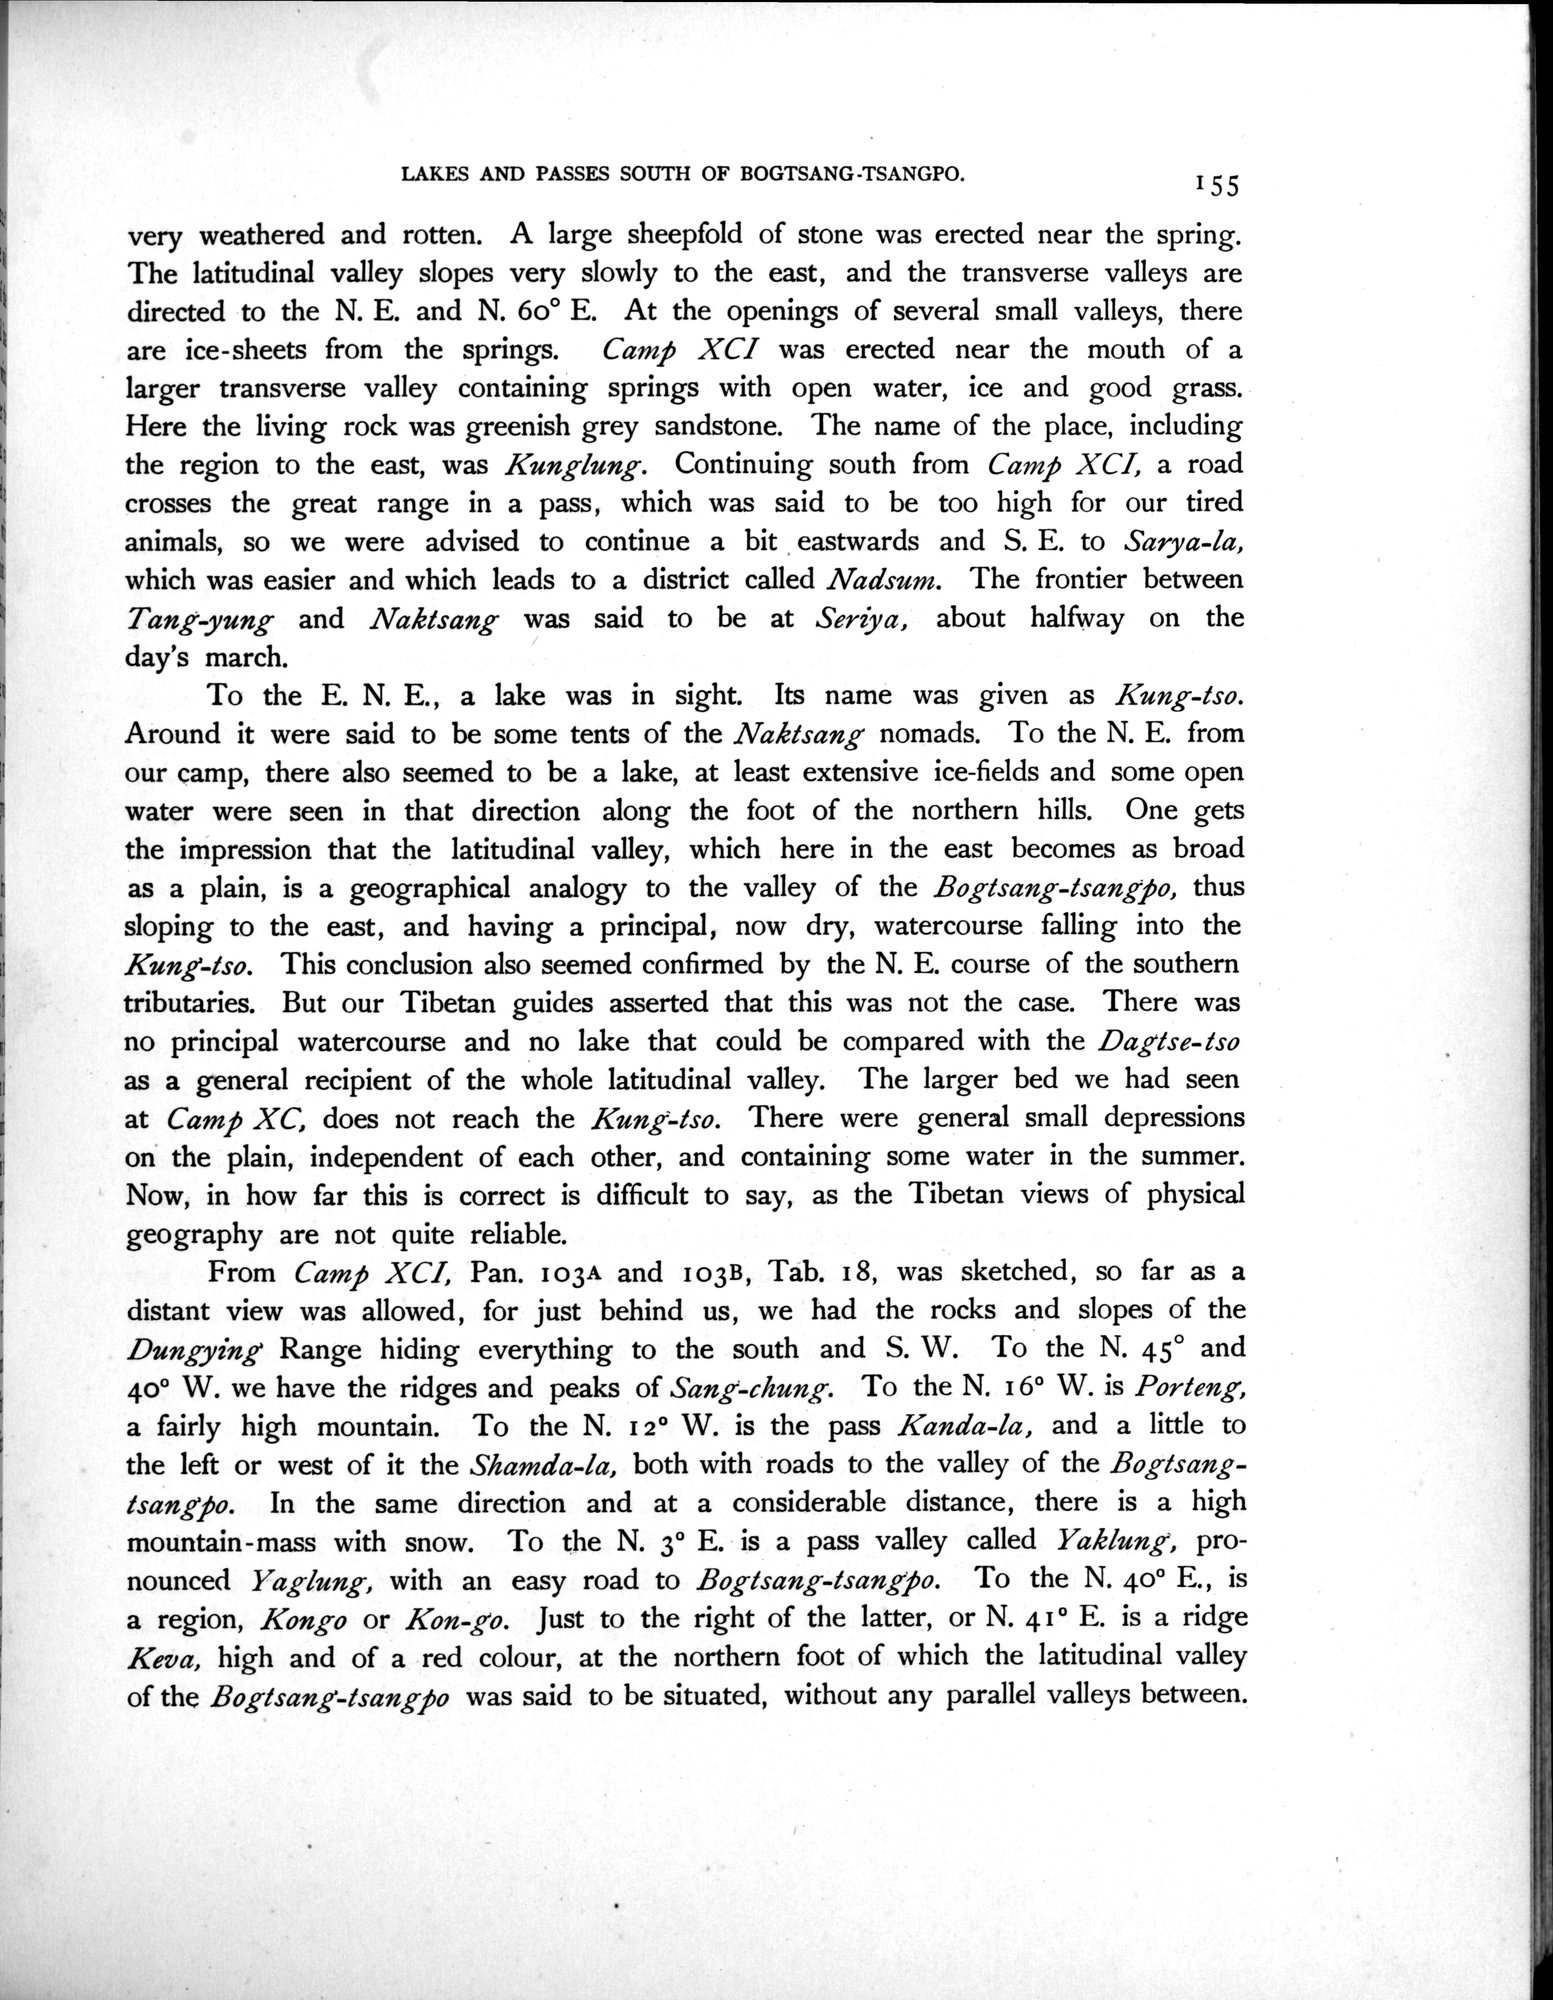 LAKES AND PASSES SOUTH OF BOGTSANG-TSANGPO.
155
very weathered and rotten. A large sheepfold of stone was erected near the spring.
The latitudinal valley slopes very slowly to the east, and the transverse valleys are
directed to the N. E. and N. 60° E. At the openings of several small valleys, there
are ice-sheets from the springs. Camp XCI was erected near the mouth of a
larger transverse valley containing springs with open water, ice and good grass.
Here the living rock was greenish grey sandstone. The name of the place, including
the region to the east, was Kunglung. Continuing south from Camp XCI, a road
crosses the great range in a pass, which was said to be too high for our tired
animals, so we were advised to continue a bit eastwards and S. E. to Sarya-la,
which was easier and which leads to a district called Nadsum. The frontier between
Tang-yung and Naktsang was said to be at Seriya, about halfway on the
day's march.
To the E. N. E., a lake was in sight. Its name was given as Kung-tso.
Around it were said to be some tents of the Naktsang nomads. To the N. E. from
our camp, there also seemed to be a lake, at least extensive ice-fields and some open
water were seen in that direction along the foot of the northern hills. One gets
the impression that the latitudinal valley, which here in the east becomes as broad
as a plain, is a geographical analogy to the valley of the Bogtsang-tsangpo, thus
sloping to the east, and having a principal, now dry, watercourse falling into the
Kung-tso. This conclusion also seemed confirmed by the N. E. course of the southern
tributaries. But our Tibetan guides asserted that this was not the case. There was
no principal watercourse and no lake that could be compared with the Dagtse-tso
as a general recipient of the whole latitudinal valley. The larger bed we had seen
at Camp XC, does not reach the Kung-tso. There were general small depressions
on the plain, independent of each other, and containing some water in the summer.
Now, in how far this is correct is difficult to say, as the Tibetan views of physical
geography are not quite reliable.
From Camp XCI, Pan. 103A and 103B, Tab. 18, was sketched, so far as a
distant view was allowed, for just behind us, we had the rocks and slopes of the
Dungying Range hiding everything to the south and S. W. To the N. 45° and
40° W. we have the ridges and peaks of Sang-chung. To the N. 16° W. is Porteng,
a fairly high mountain. To the N. 12° W. is the pass Kanda-la, and a little to
the left or west of it the Shamda-la, both with roads to the valley of the Bogtsang-
tsangpo. In the same direction and at a considerable distance, there is a high
mountain-mass with snow. To the N. 3° E. is a pass valley called Yaklung, pro-
nounced Yaglung, with an easy road to Bogtsang-tsangpo. To the N. 40° E., is
a region, Kongo or Kon-go. Just to the right of the latter, or N. 41° E. is a ridge
Keva, high and of a red colour, at the northern foot of which the latitudinal valley
of the Bogtsang-tsangpo was said to be situated, without any parallel valleys between.